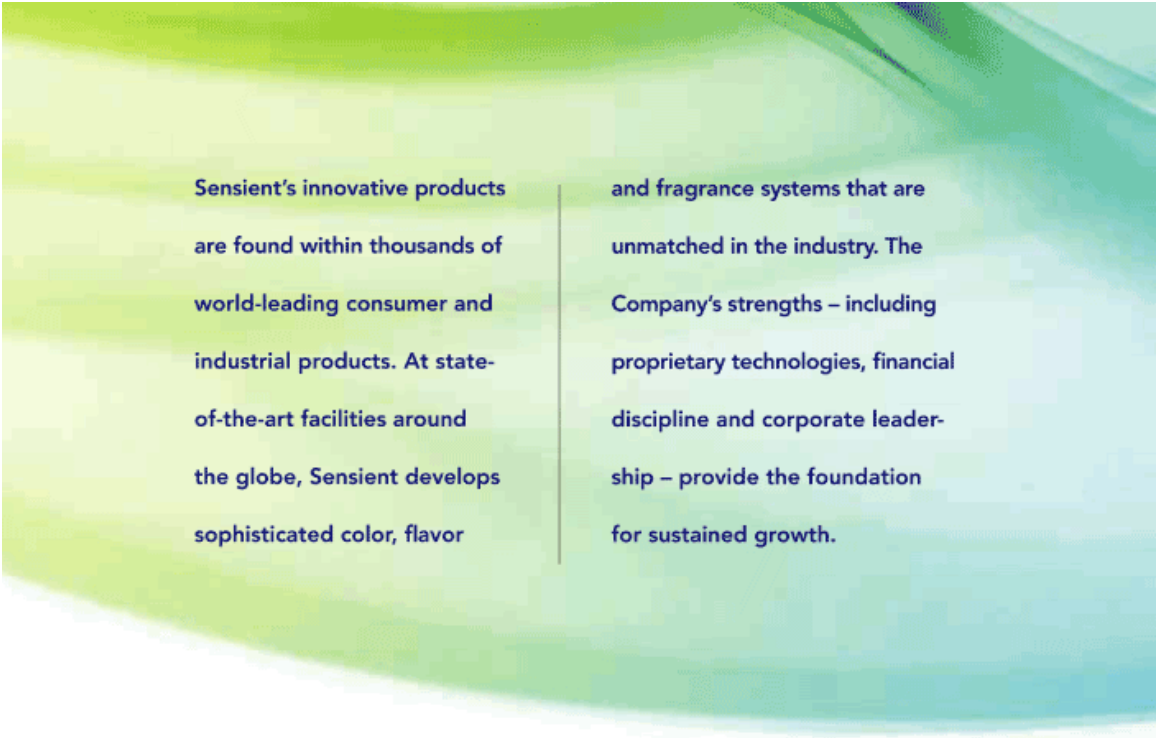 Sensient’s innovative products
are found within thousands of
world-leading consumer and
industrial products. At state-
of-the-art facilities around
the globe, Sensient develops
sophisticated color, flavor
and fragrance systems that are
unmatched in the industry. The
Company’s strengths – including
proprietary technologies, financial
discipline and corporate leader-
ship – provide the foundation
for sustained growth.